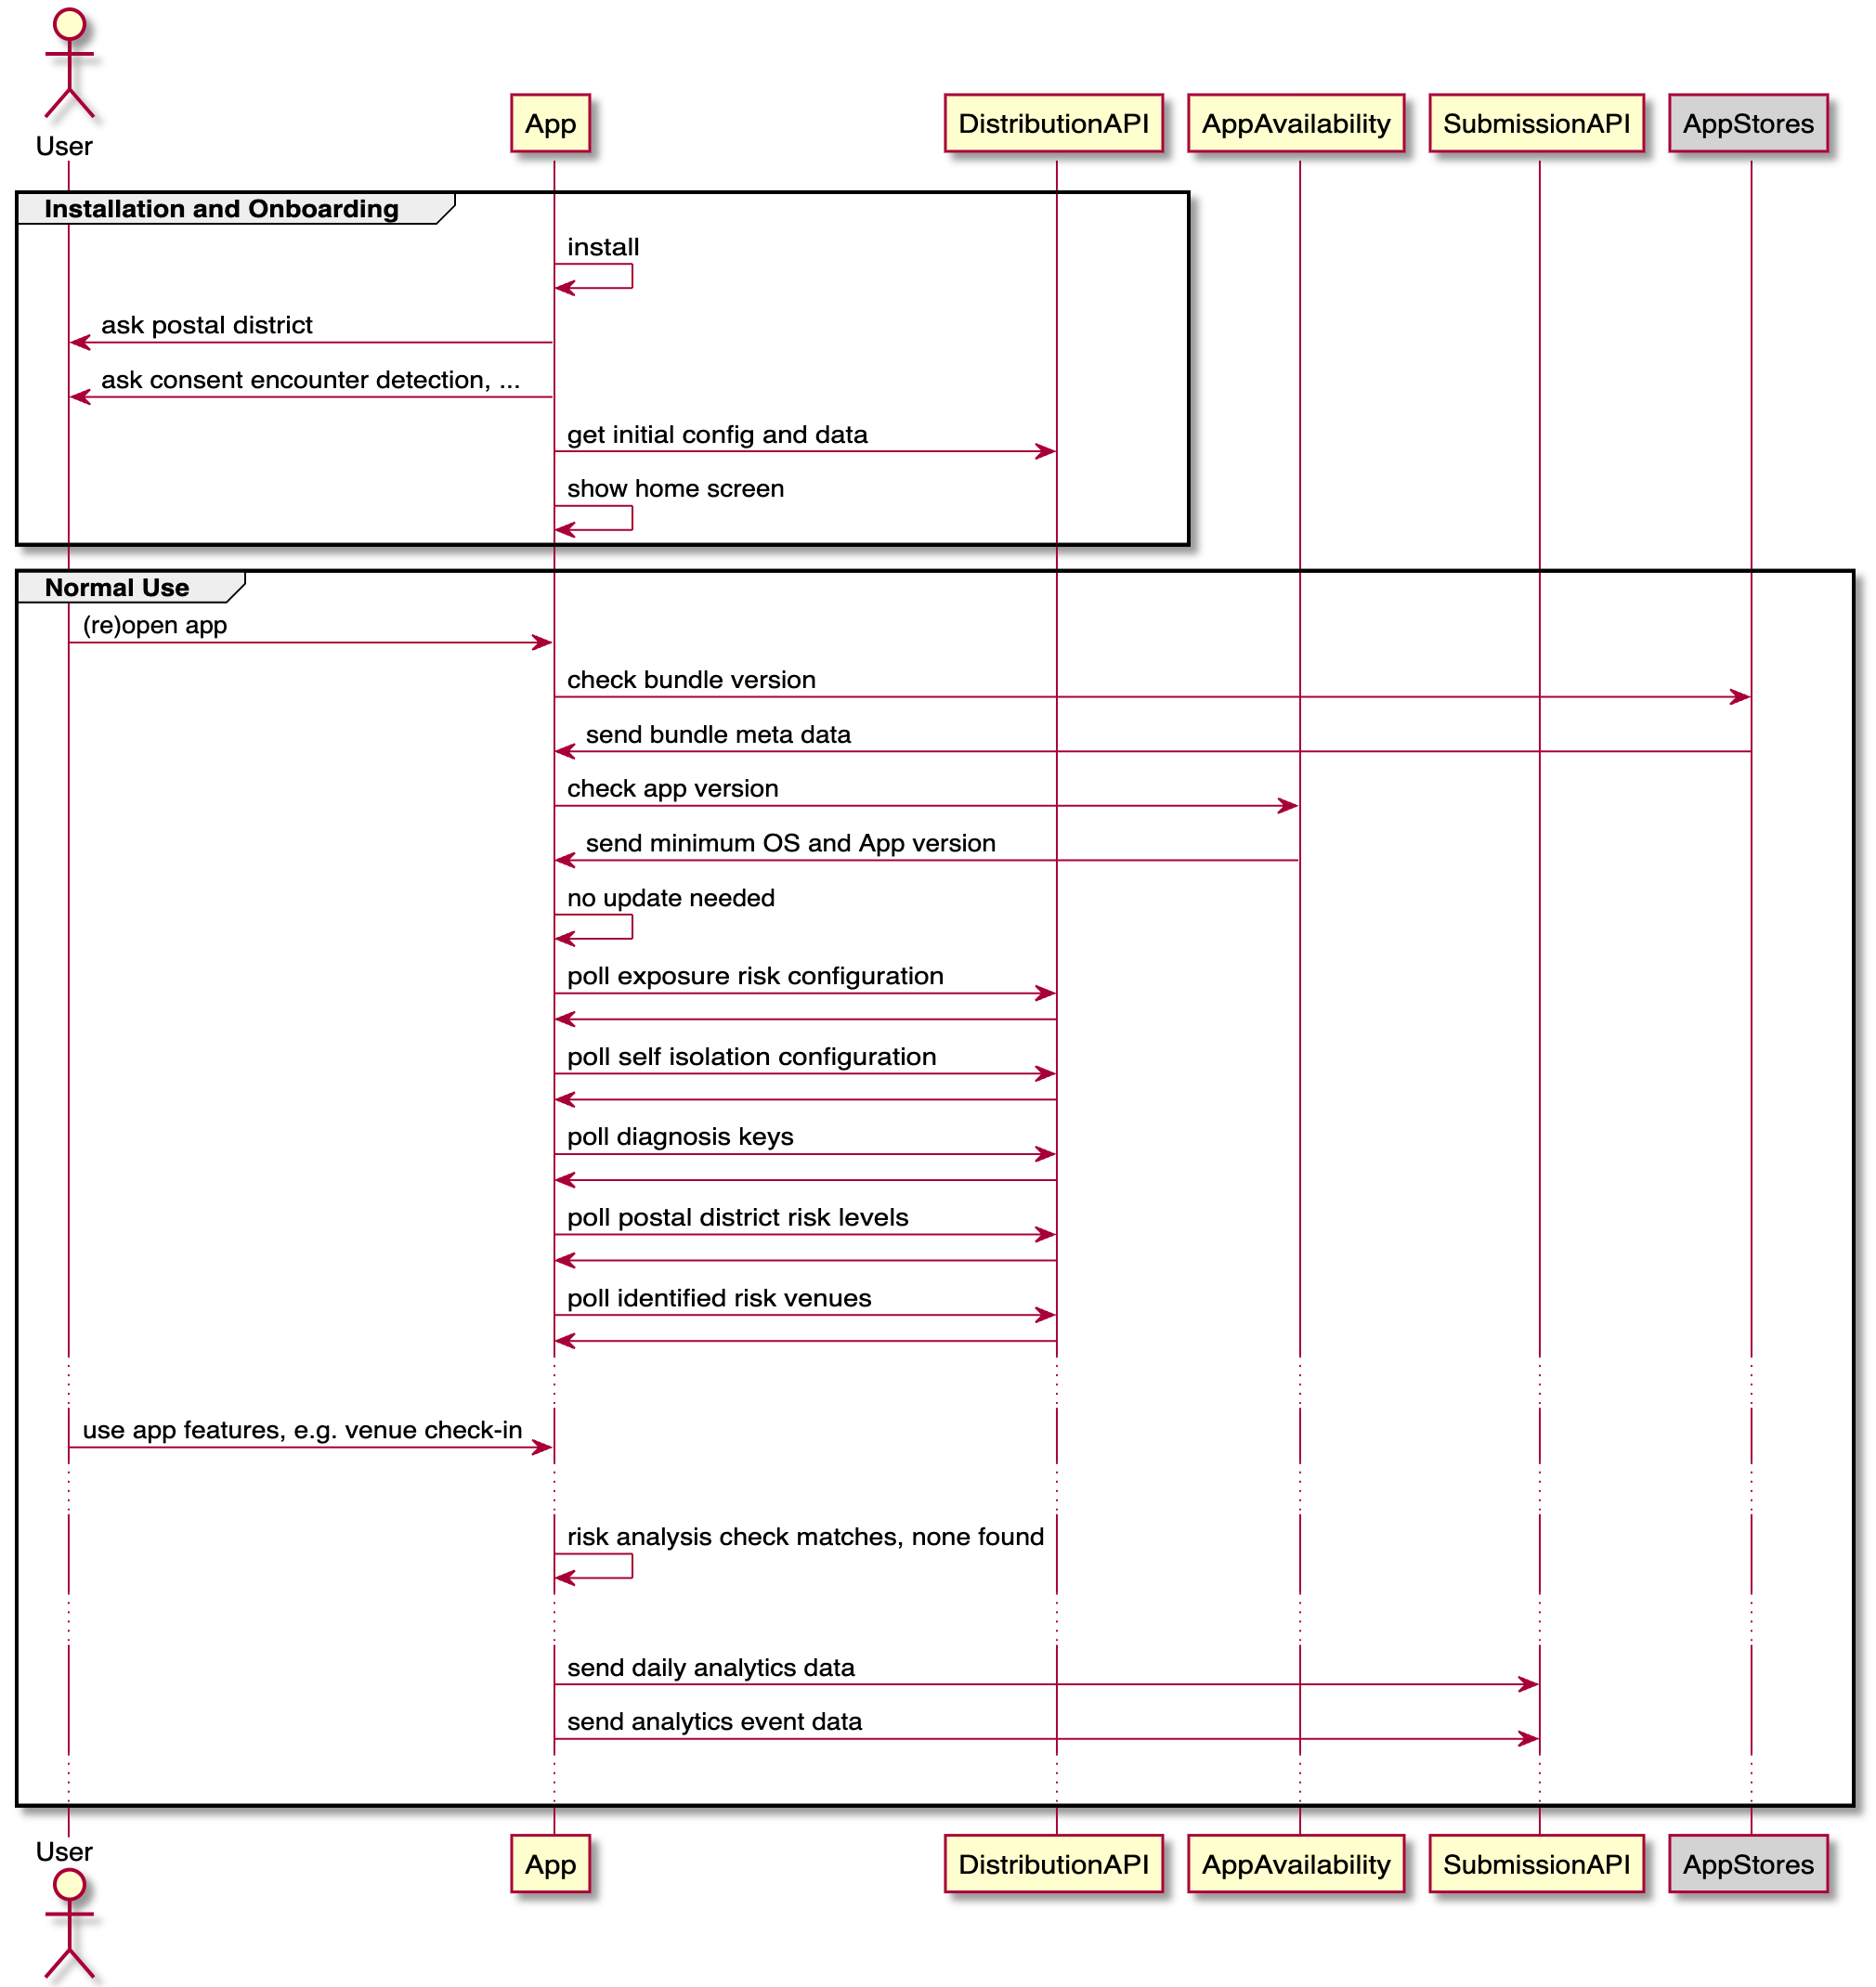 User
App
DistributionAPI
AppAvailability
SubmissionAPI
AppStores
Installation and Onboarding
install
ask postal district
ask consent encounter detection, ...
get initial config and data
show home screen
Normal Use
(re)open app
check bundle version
send bundle meta data
check app version
send minimum OS and App version
no update needed
poll exposure risk configuration
poll self isolation configuration
poll diagnosis keys
poll postal district risk levels
poll identified risk venues
use app features, e.g. venue check-in
risk analysis check matches, none found
send daily analytics data
send analytics event data
User
App
DistributionAPI
AppAvailability
SubmissionAPI
AppStores